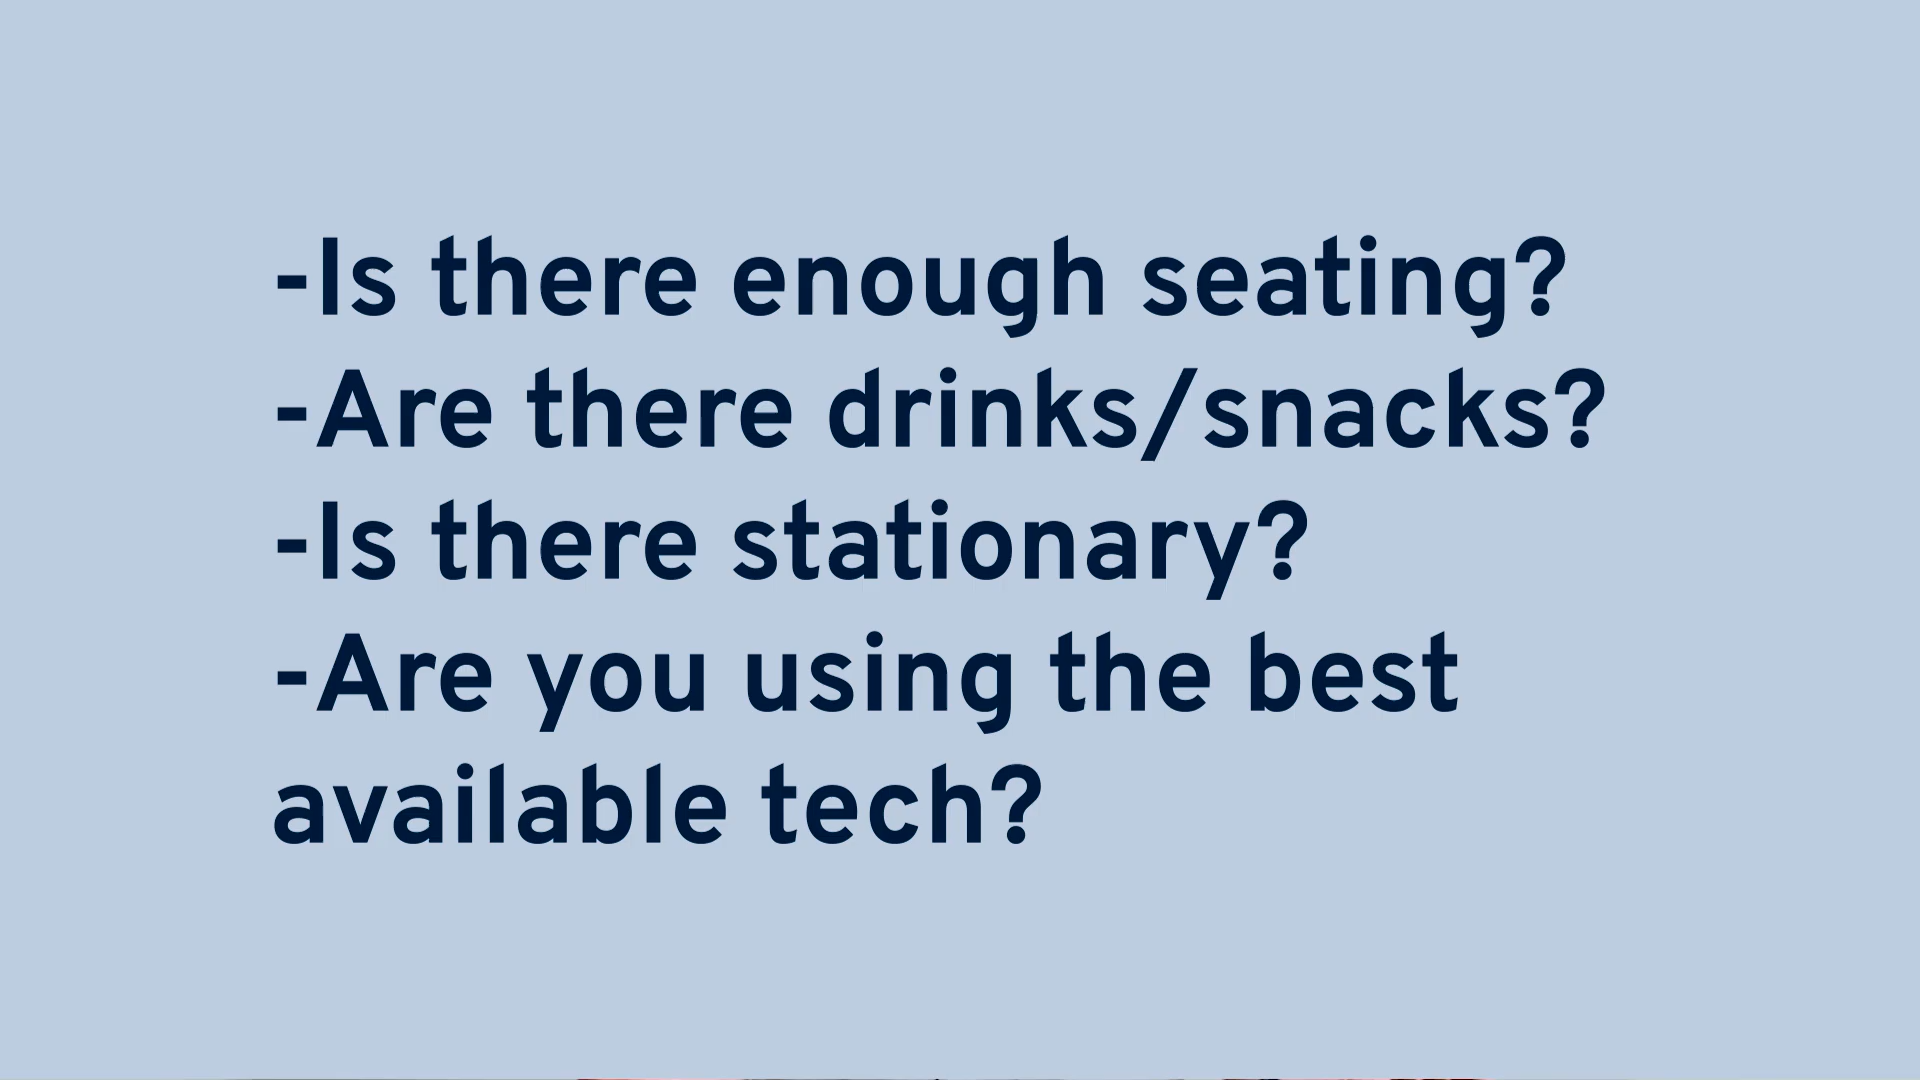 -Is there enough seating?
-Are there drinks/snacks?
-Is there stationary?
-Are you using the best
available tech?